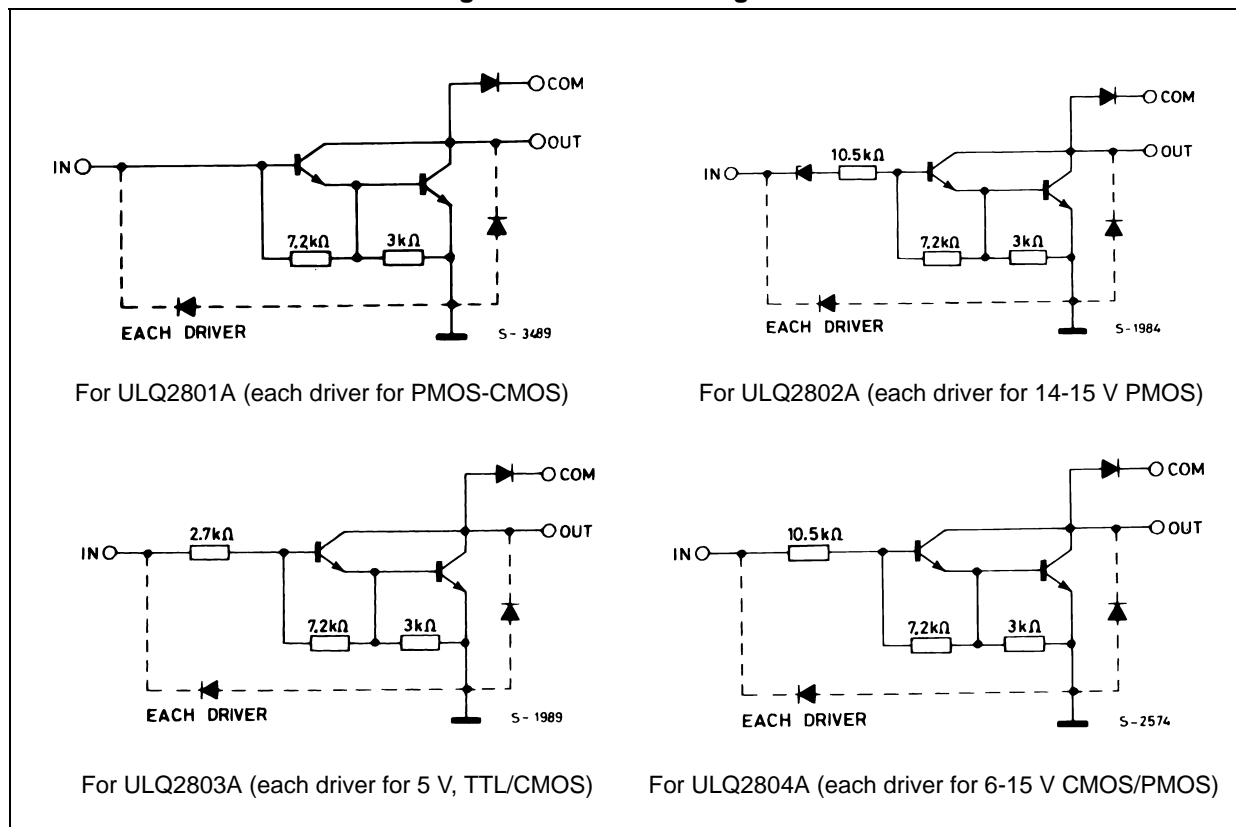 COM
OUT
IN
7.2kΩ 3kΩ
EACH DRIVER
S-3489
For ULQ2801A (each driver for PMOS-CMOS)
COM
OUT
IN
10.5kΩ
7.2kΩ 3kΩ
EACH DRIVER
S-1984
For ULQ2802A (each driver for 14-15 V PMOS)
COM
OUT
IN
2.7kΩ
7.2kΩ 3kΩ
EACH DRIVER
S-1989
For ULQ2803A (each driver for 5 V, TTL/CMOS)
COM
OUT
IN
10.5kΩ
7.2kΩ 3kΩ
EACH DRIVER
S-2574
For ULQ2804A (each driver for 6-15 V CMOS/PMOS)